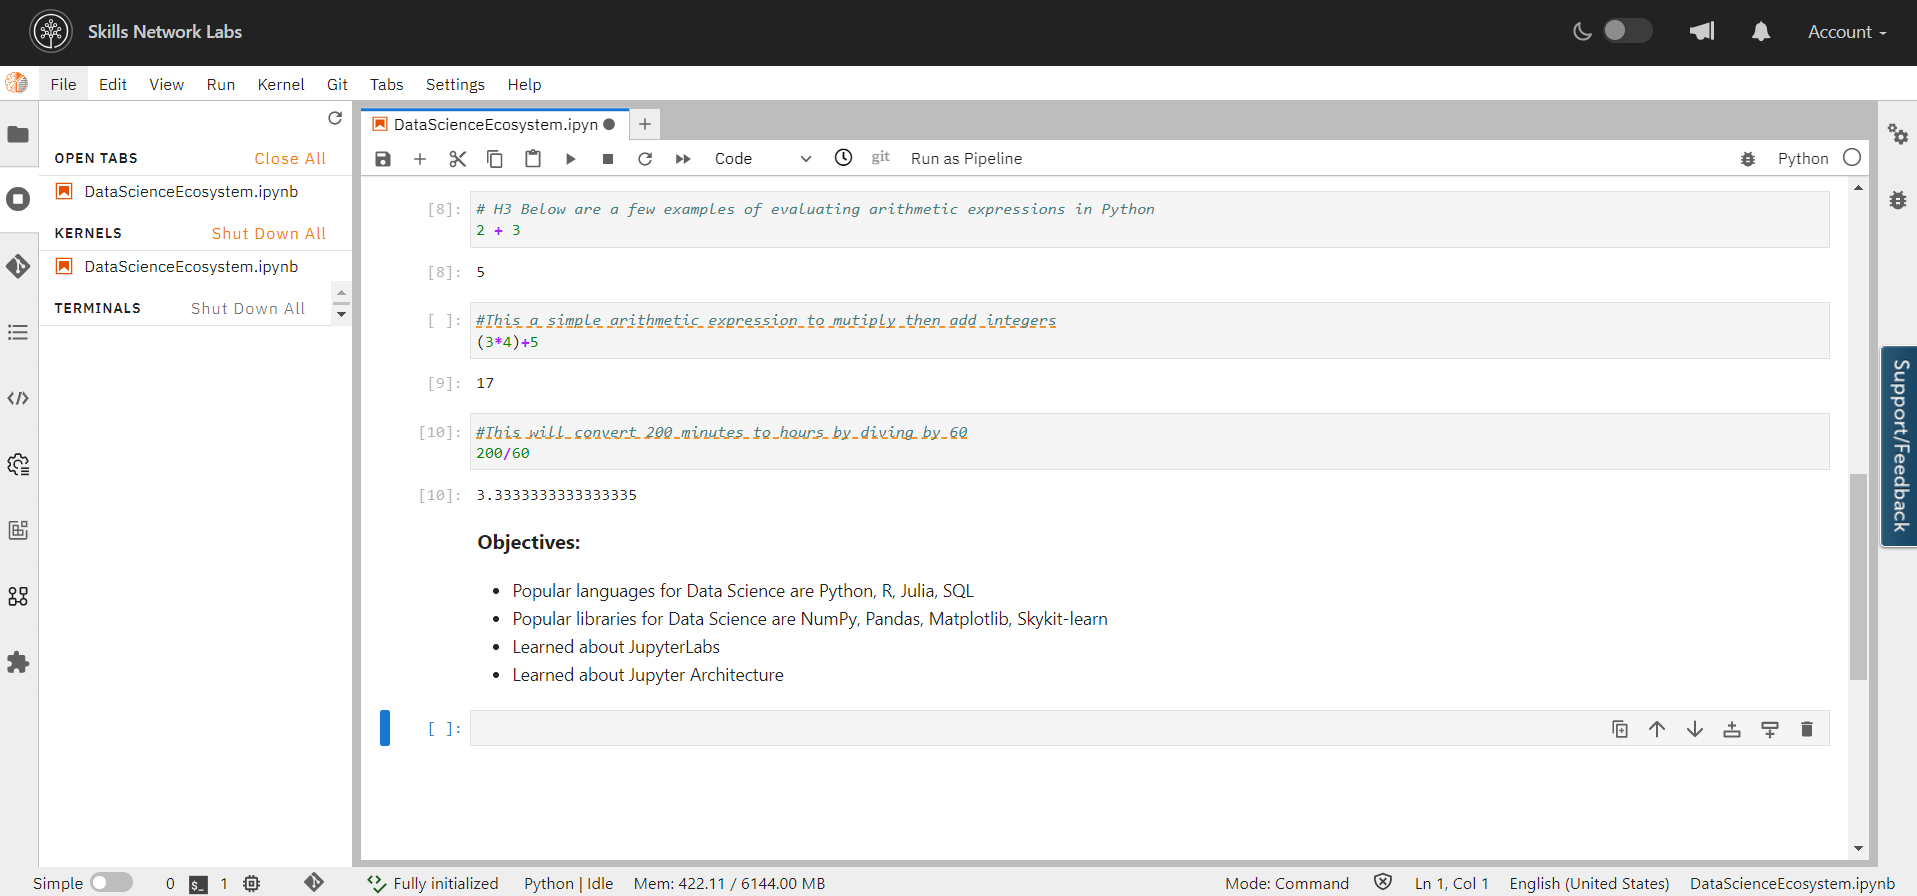 Skills Network Labs
Account
File Edit View Run Kernel Git Tabs Settings Help
OPEN TABS Close All
DataScienceEcosystem.ipynb
KERNELS Shut Down All
DataScienceEcosystem.ipynb
TERMINALS Shut Down All
DataScienceEcosystem.ipyn
Code git Run as Pipeline Python
[8]: # H3 Below are a few examples of evaluating arithmetic expressions in Python
2 + 3
[8]: 5
[ ]: #This a simple arithmetic expression to mutiply then add integers
(3*4)+5
[9]: 17
[10]: #This will convert 200 minutes to hours by diving by 60
200/60
[10]: 3.3333333333333335
Objectives:
• Popular languages for Data Science are Python, R, Julia, SQL
• Popular libraries for Data Science are NumPy, Pandas, Matplotlib, Skykit-learn
• Learned about JupyterLabs
• Learned about Jupyter Architecture
[ ]:
Support/Feedback
Simple 0 $_ 1 Fully initialized Python | Idle Mem: 422.11 / 6144.00 MB Mode: Command Ln 1, Col 1 English (United States) DataScienceEcosystem.ipynb